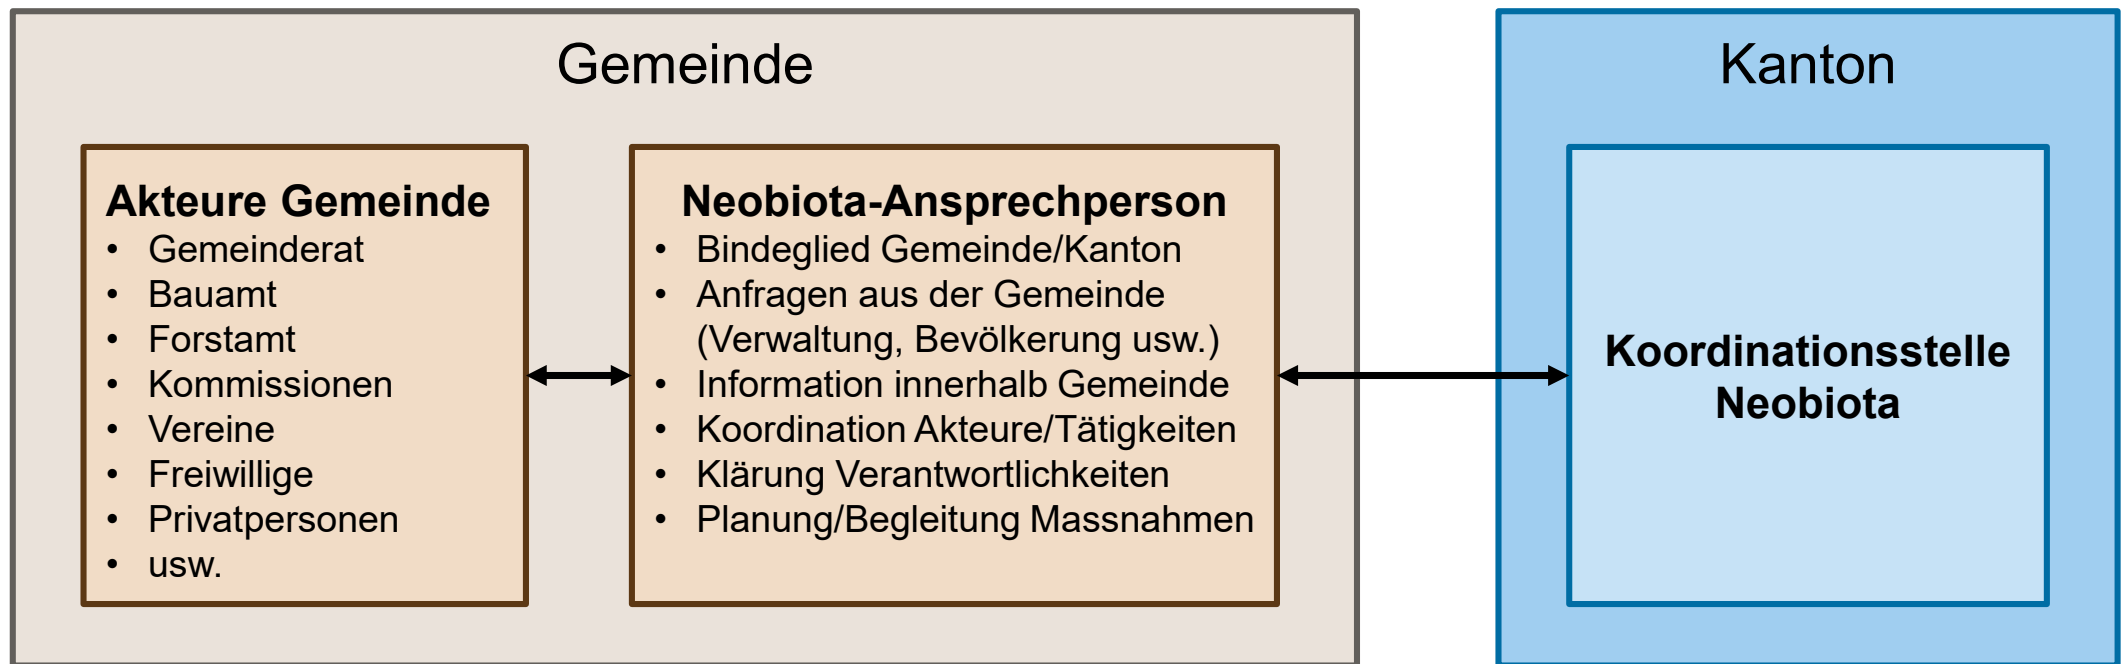 Gemeinde
Akteure Gemeinde
• Gemeinderat
• Bauamt
• Forstamt
• Kommissionen
• Vereine
• Freiwillige
• Privatpersonen
• usw.
Neobiota-Ansprechperson
• Bindeglied Gemeinde/Kanton
• Anfragen aus der Gemeinde
(Verwaltung, Bevölkerung usw.)
• Information innerhalb Gemeinde
• Koordination Akteure/Tätigkeiten
• Klärung Verantwortlichkeiten
• Planung/Begleitung Massnahmen
Kanton
Koordinationsstelle
Neobiota